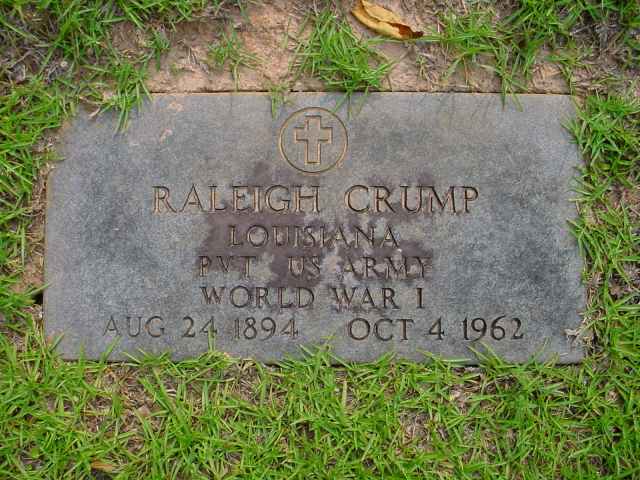 RALEIGH CRUMP
LOUISIANA
PVT US ARMY
WORLD WAR I
AUG 24 1894 OCT 4 1962